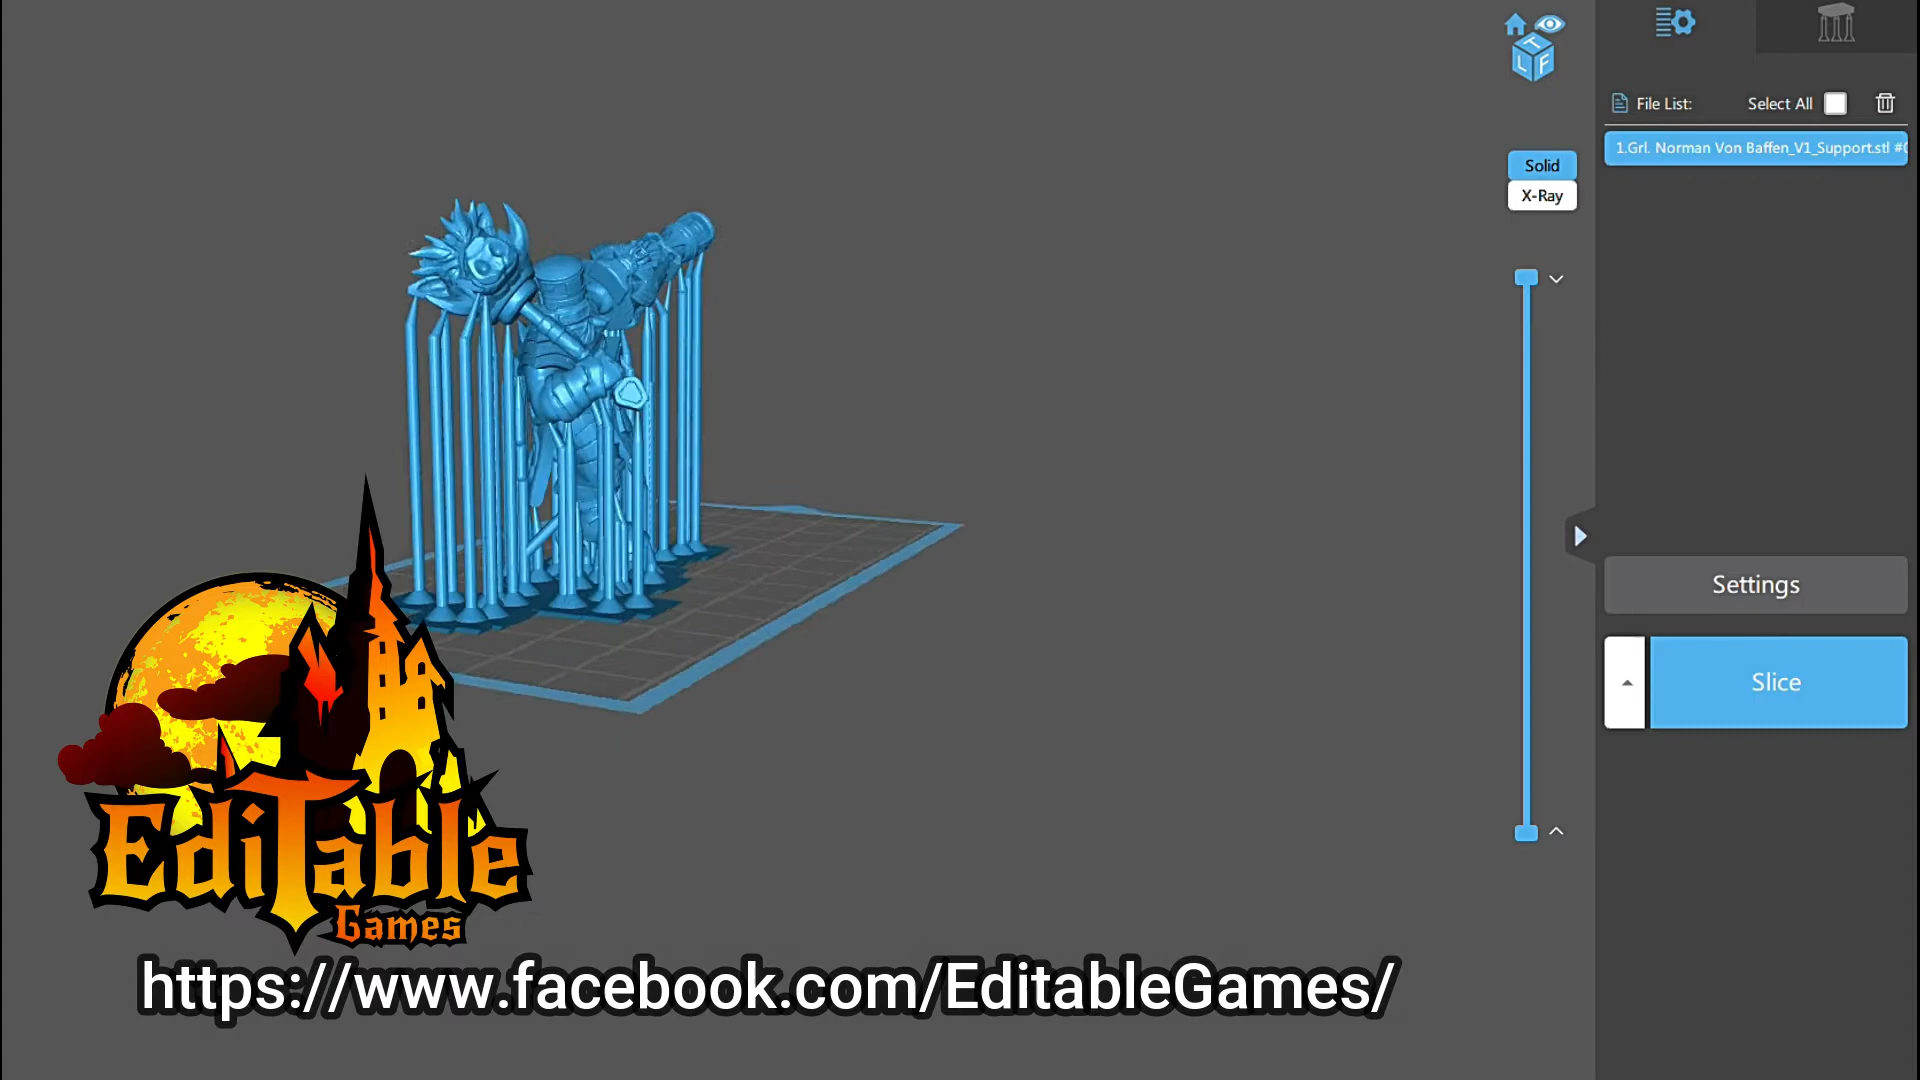 T
L F
File List:
Select All
1.Grl. Norman Von Baffen_V1_Support.stl #
Solid
X-Ray
Settings
Slice
EdiTable
Games
https://www.facebook.com/EditableGames/